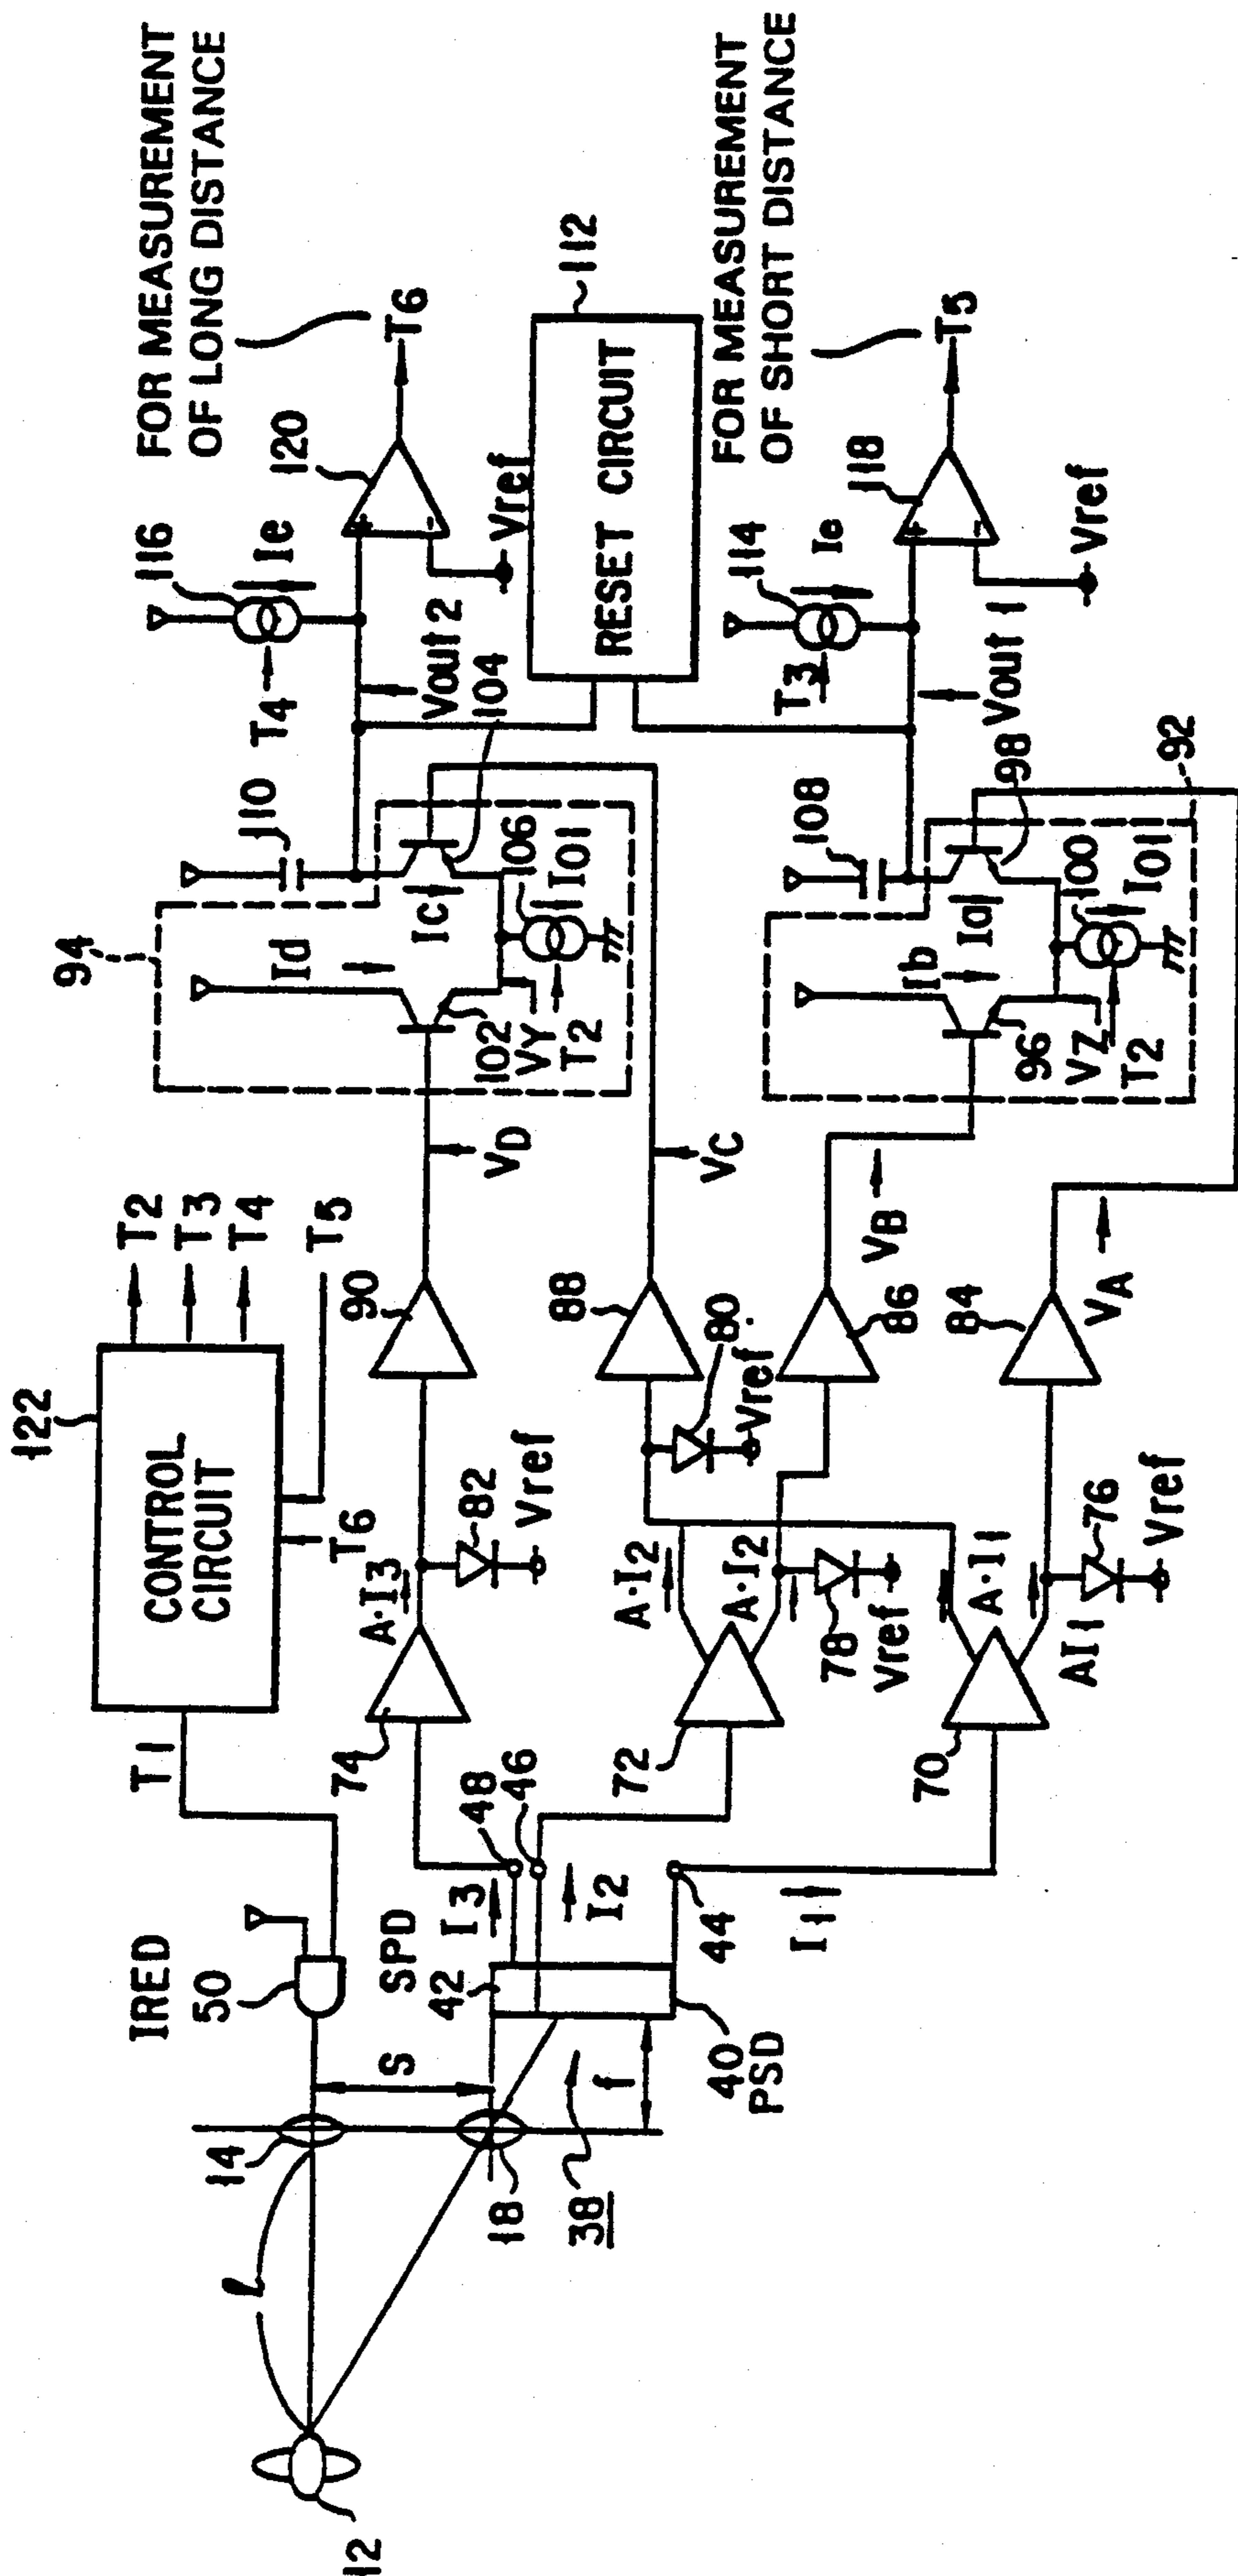 FOR MEASUREMENT
OF LONG DISTANCE
FOR MEASUREMENT
OF SHORT DISTANCE
T6
120
Vref
112
RESET CIRCUIT
T5
118
Vref
116
Ie
T4
Vout 2
104
114
Ie
T3
Vout 1
98
92
94
110
Id
Ic
106
I01
102
VY
T2
108
Ib
Ia
100
I01
96
VZ
T2
VD
VC
VB
VA
122
CONTROL
CIRCUIT
T1
T2
T3
T4
T5
T6
90
88
86
84
82
Vref
80
Vref
78
Vref
76
Vref
A·I3
A·I2
A·I2
A·I1
AI1
74
72
70
IRED
50
SPD
42
48
46
44
I3
I2
I1
40
PSD
S
f
14
18
38
l
12